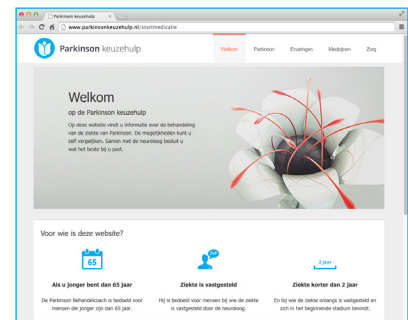 Parkinson keuzehulp
www.parkinsonkeuzehulp.nl/startmedicatie
Parkinson keuzehulp
Welkom Parkinson Ervaringen Medicijnen Zorg
Welkom
op de Parkinson keuzehulp
Op deze website vindt u informatie over de behandeling
van de ziekte van Parkinson. De mogelijkheden kunt u
zelf vergelijken. Samen met de neuroloog besluit u
wat het beste bij u past.
Voor wie is deze website?
65
2 jaar
Als u jonger bent dan 65 jaar
Ziekte is vastgesteld
Ziekte korter dan 2 jaar
De Parkinson Behandelcoach is bedoeld voor
mensen die jonger zijn dan 65 jaar.
Hij is bedoeld voor mensen bij wie de ziekte
is vastgesteld door de neuroloog.
En bij wie de ziekte onlangs is vastgesteld en
zich in het beginnende stadium bevindt.